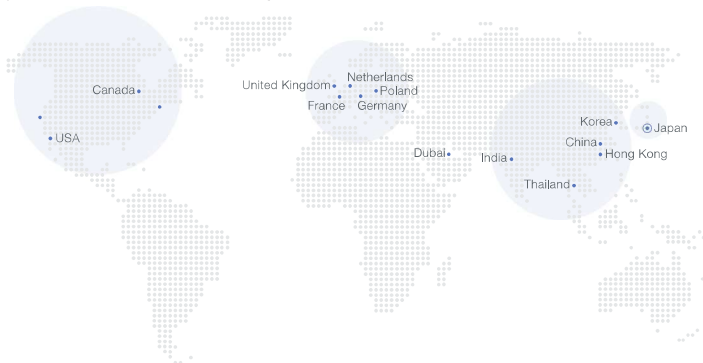 Canada
USA
United Kingdom
Netherlands
Poland
France
Germany
Dubai
India
Korea
Japan
China
Hong Kong
Thailand